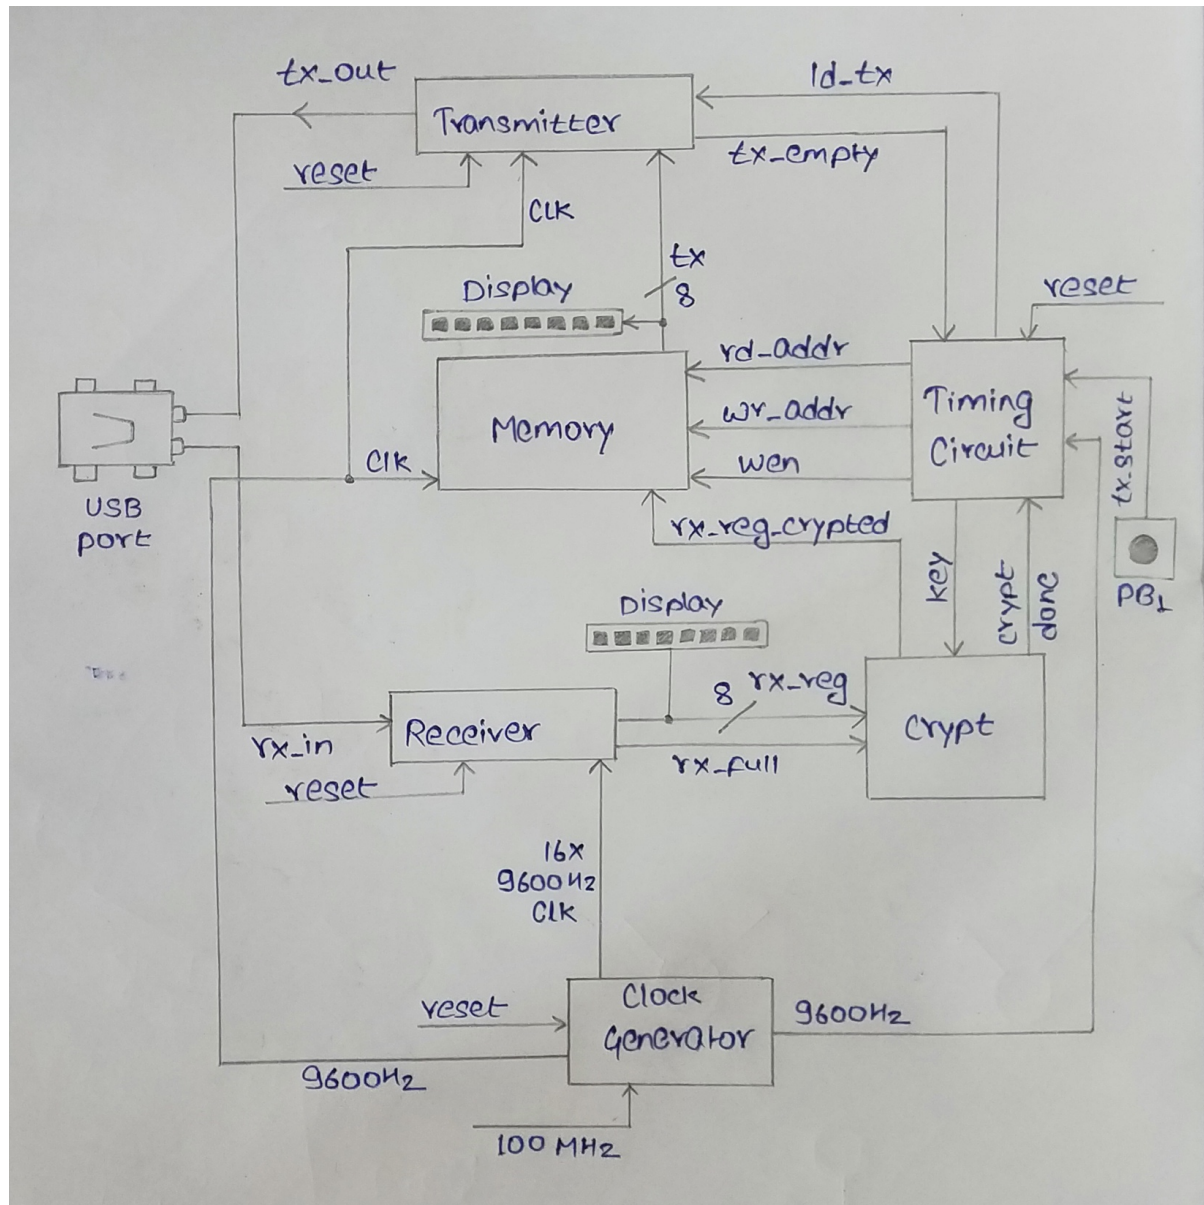 tx_out
ld_tx
Transmitter
tx_empty
reset
Clk
tx
8
Display
reset
rd_addr
Timing
Circuit
wr_addr
Memory
wen
Clk
tx_start
USB
port
rx_reg_crypted
key
crypt
done
PB1
Display
8
rx_reg
Crypt
Receiver
rx_in
rx_full
reset
16x
9600Hz
Clk
Clock
Generator
reset
9600Hz
9600Hz
100 MHz